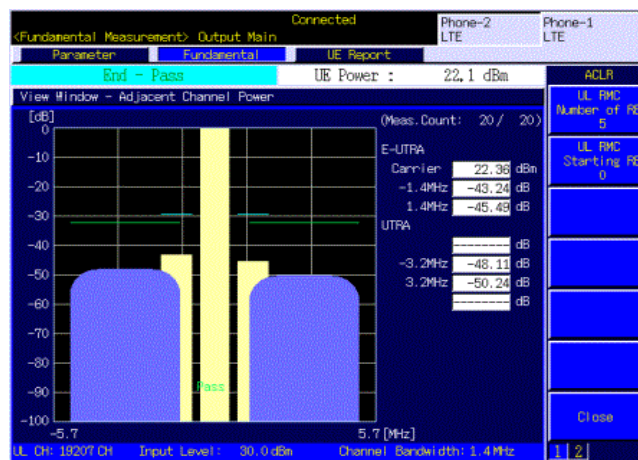 Connected
<Fundamental Measurement> Output Main
Phone-2
LTE
Phone-1
LTE
Parameter
Fundamental
UE Report
End - Pass
UE Power :
22.1 dBm
ACLR
View Window - Adjacent Channel Power
UL RMC
Number of RB
5
UL RMC
Starting RB
0
[dB]
(Meas.Count: 20 / 20)
0
-10
-20
-30
-40
-50
-60
-70
-80
-90
-100
E-UTRA
Carrier 22.36 dBm
-1.4MHz -43.24 dB
1.4MHz -45.49 dB
UTRA
------- dB
-3.2MHz -48.11 dB
3.2MHz -50.24 dB
------- dB
Pass
-5.7
5.7 [MHz]
Close
UL CH: 19207 CH Input Level: 30.0 dBm Channel Bandwidth: 1.4 MHz
1 2